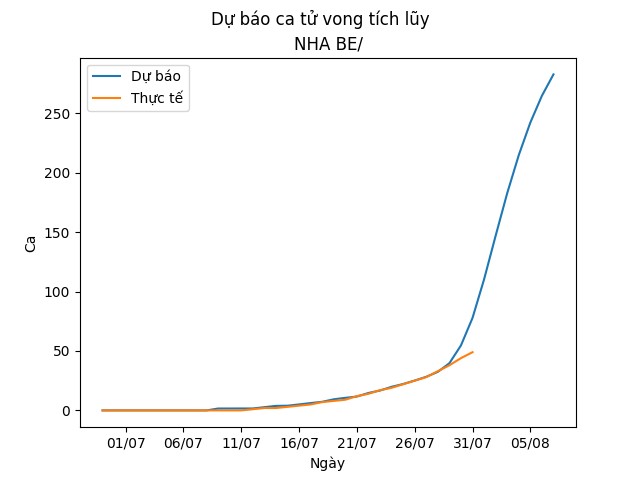 Dự báo ca tử vong tích lũy
NHA BE/
Dự báo
Thực tế
Ca
250
200
150
100
50
0
01/07 06/07 11/07 16/07 21/07 26/07 31/07 05/08
Ngày